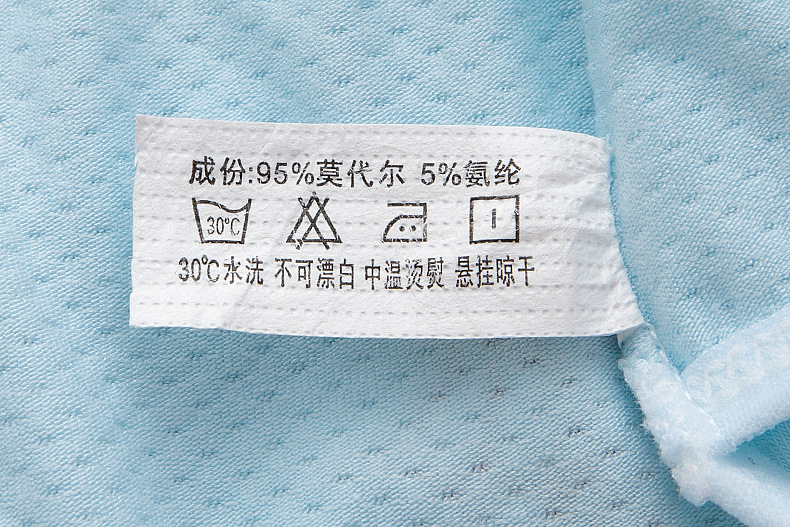 成份:95%莫代尔 5%氨纶
30℃
30℃水洗 不可漂白 中温烫熨 悬挂晾干